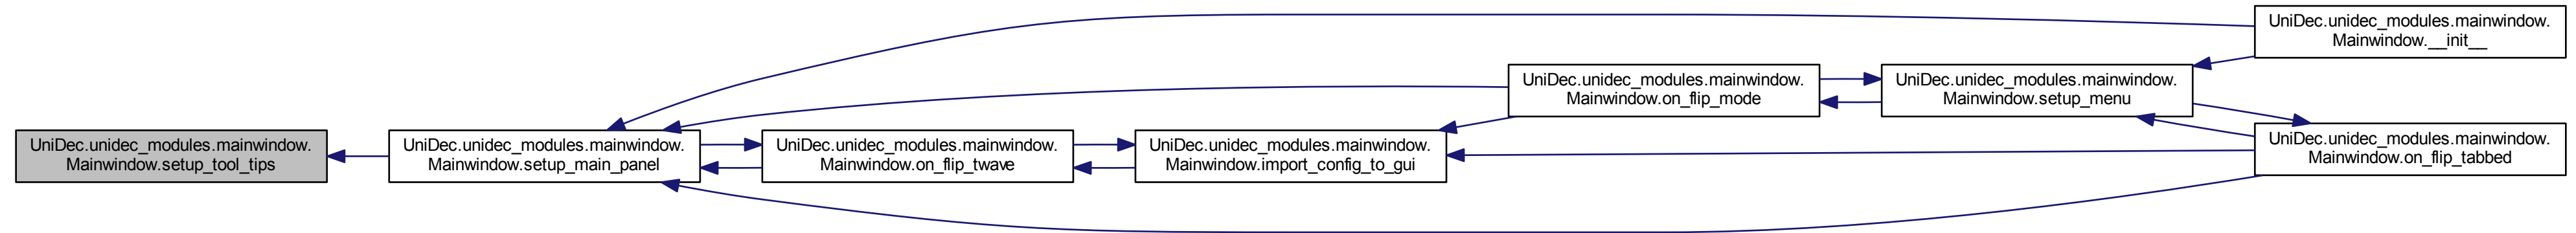 UniDec.unidec_modules.mainwindow.
Mainwindow.setup_tool_tips
UniDec.unidec_modules.mainwindow.
Mainwindow.setup_main_panel
UniDec.unidec_modules.mainwindow.
Mainwindow.on_flip_twave
UniDec.unidec_modules.mainwindow.
Mainwindow.import_config_to_gui
UniDec.unidec_modules.mainwindow.
Mainwindow.on_flip_mode
UniDec.unidec_modules.mainwindow.
Mainwindow.setup_menu
UniDec.unidec_modules.mainwindow.
Mainwindow.__init__
UniDec.unidec_modules.mainwindow.
Mainwindow.on_flip_tabbed